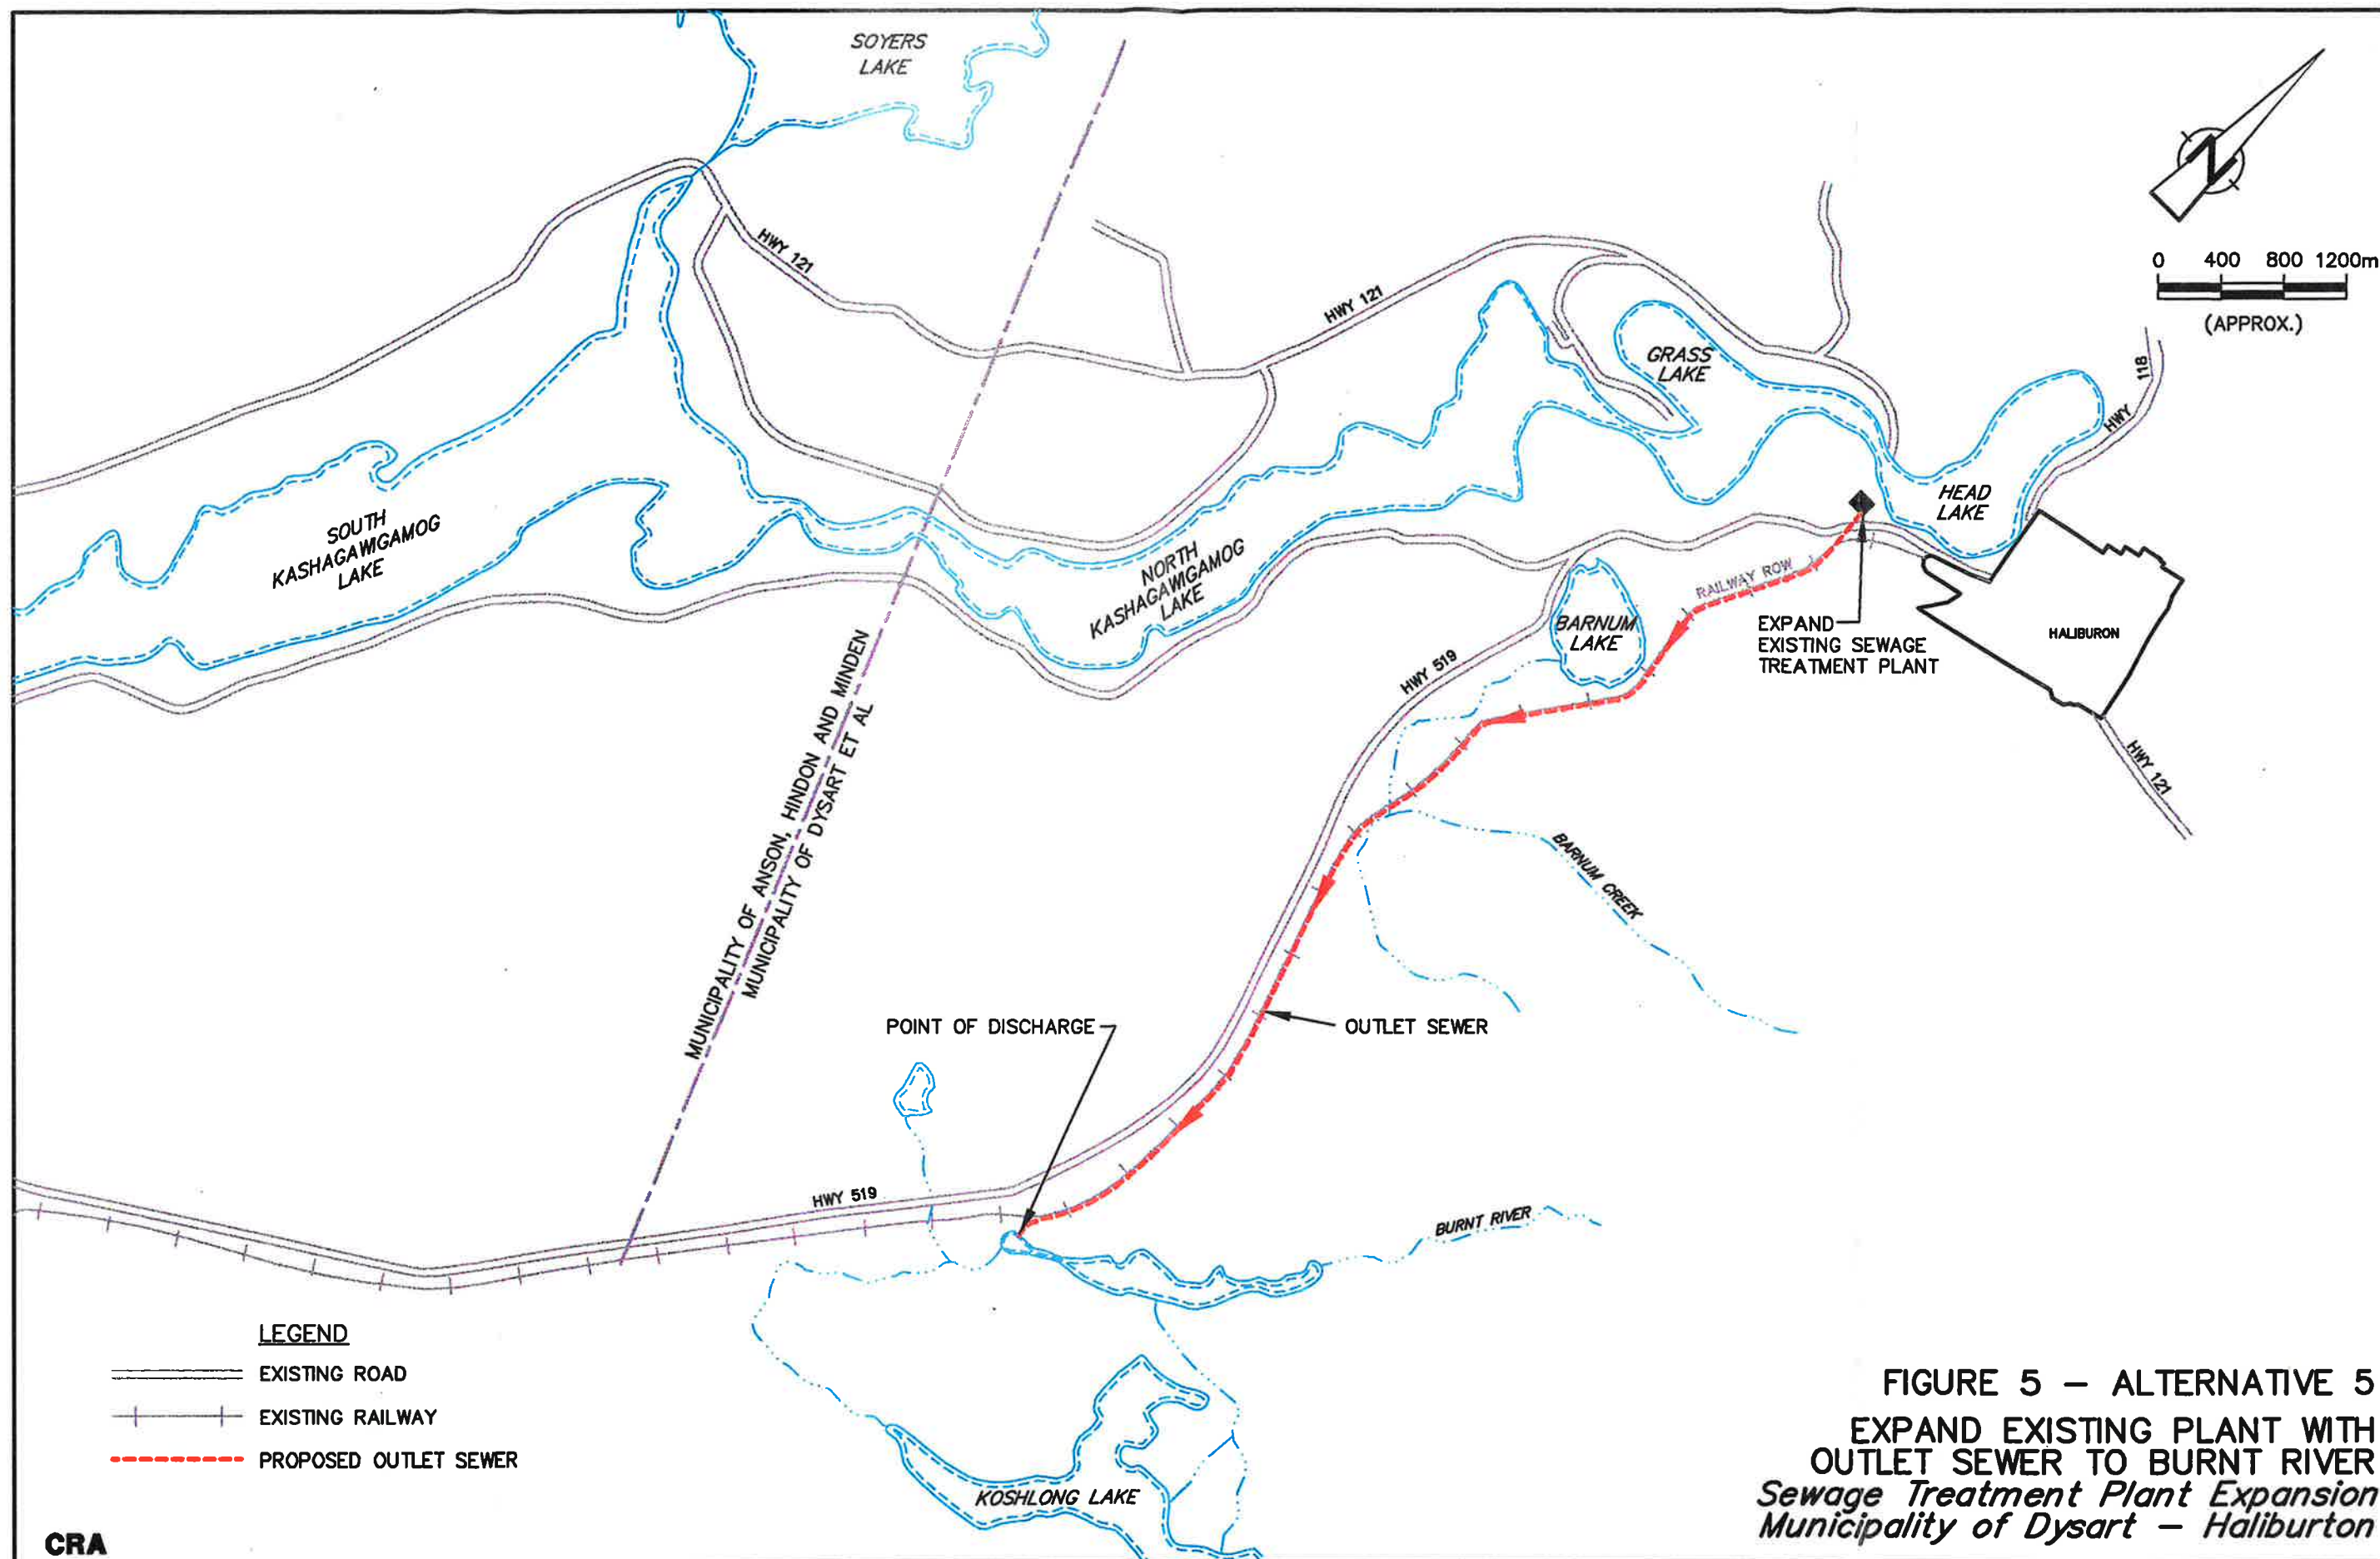 SOYERS
LAKE
HWY 121
HWY 121
0 400 800 1200m
(APPROX.)
N
GRASS
LAKE
HWY 118
HEAD
LAKE
SOUTH
KASHAGAWIGAMOG
LAKE
NORTH
KASHAGAWIGAMOG
LAKE
RAILWAY ROW
BARNUM
LAKE
EXPAND
EXISTING SEWAGE
TREATMENT PLANT
HALIBURON
HWY 519
HWY 121
MUNICIPALITY OF ANSON, HINDON AND MINDEN
MUNICIPALITY OF DYSART ET AL
BARNUM CREEK
POINT OF DISCHARGE
OUTLET SEWER
HWY 519
BURNT RIVER
KOSHLONG LAKE
LEGEND
EXISTING ROAD
EXISTING RAILWAY
PROPOSED OUTLET SEWER
CRA
FIGURE 5 – ALTERNATIVE 5
EXPAND EXISTING PLANT WITH
OUTLET SEWER TO BURNT RIVER
Sewage Treatment Plant Expansion
Municipality of Dysart – Haliburton